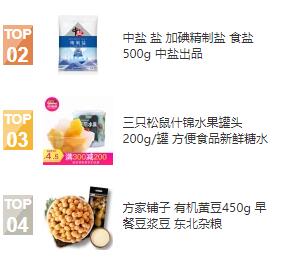 TOP
02
中盐 盐 加碘精制盐 食盐
500g 中盐出品
TOP
03
4.6
满300减200
三只松鼠什锦水果罐头
200g/罐 方便食品新鲜糖水
TOP
04
方家铺子 有机黄豆450g 早
餐豆浆豆 东北杂粮